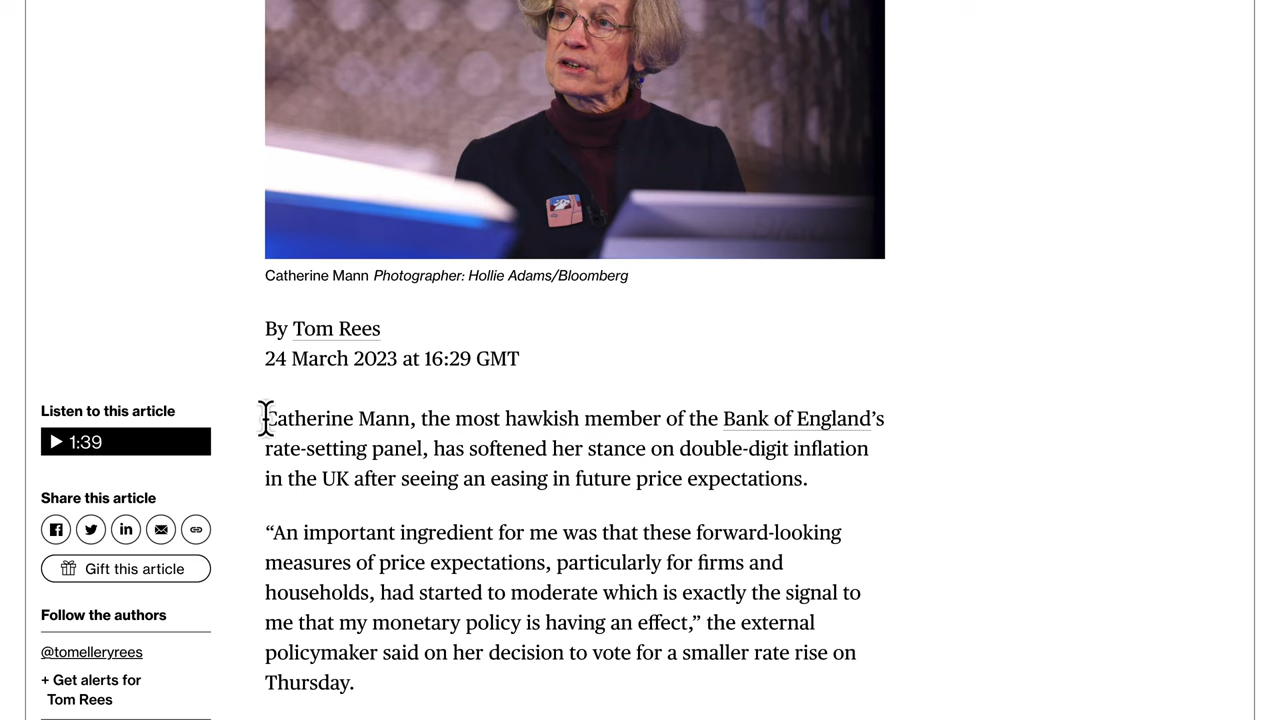 Catherine Mann Photographer: Hollie Adams/Bloomberg
By Tom Rees
24 March 2023 at 16:29 GMT
Listen to this article
1:39
Share this article
Gift this article
Follow the authors
@tomelleryrees
+ Get alerts for
Tom Rees
Catherine Mann, the most hawkish member of the Bank of England’s
rate-setting panel, has softened her stance on double-digit inflation
in the UK after seeing an easing in future price expectations.
“An important ingredient for me was that these forward-looking
measures of price expectations, particularly for firms and
households, had started to moderate which is exactly the signal to
me that my monetary policy is having an effect,” the external
policymaker said on her decision to vote for a smaller rate rise on
Thursday.